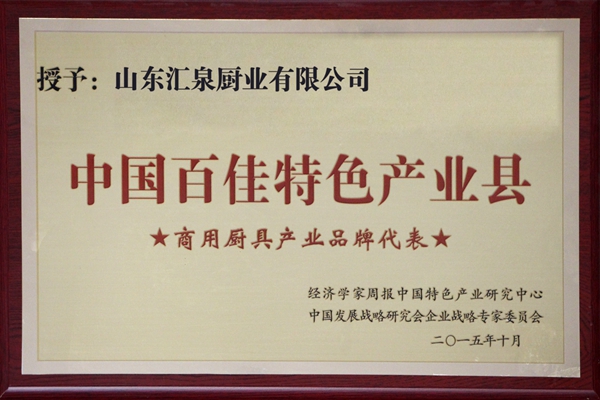 授予：山东汇泉厨业有限公司
中国百佳特色产业县
★商用厨具产业品牌代表★
经济学家周报中国特色产业研究中心
中国发展战略研究会企业战略专家委员会
二〇一五年十月